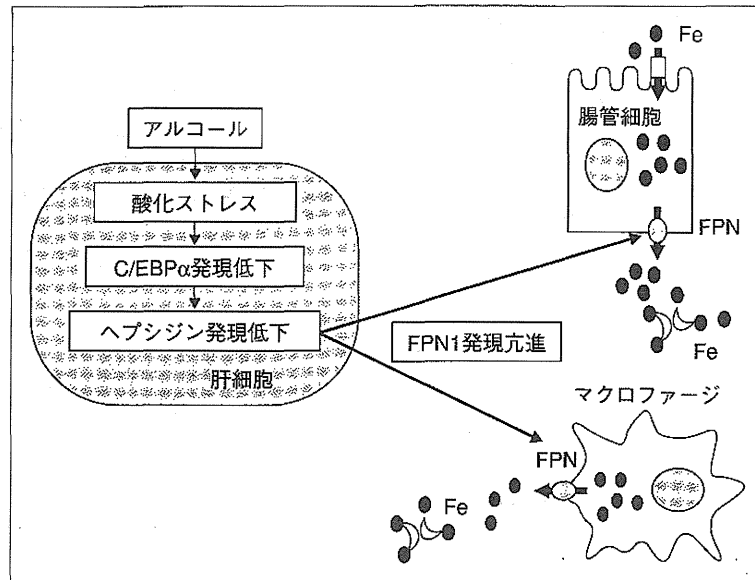 アルコール
酸化ストレス
C/EBPα発現低下
ヘプシジン発現低下
肝細胞
FPN1発現亢進
Fe
腸管細胞
FPN
Fe
マクロファージ
FPN
Fe